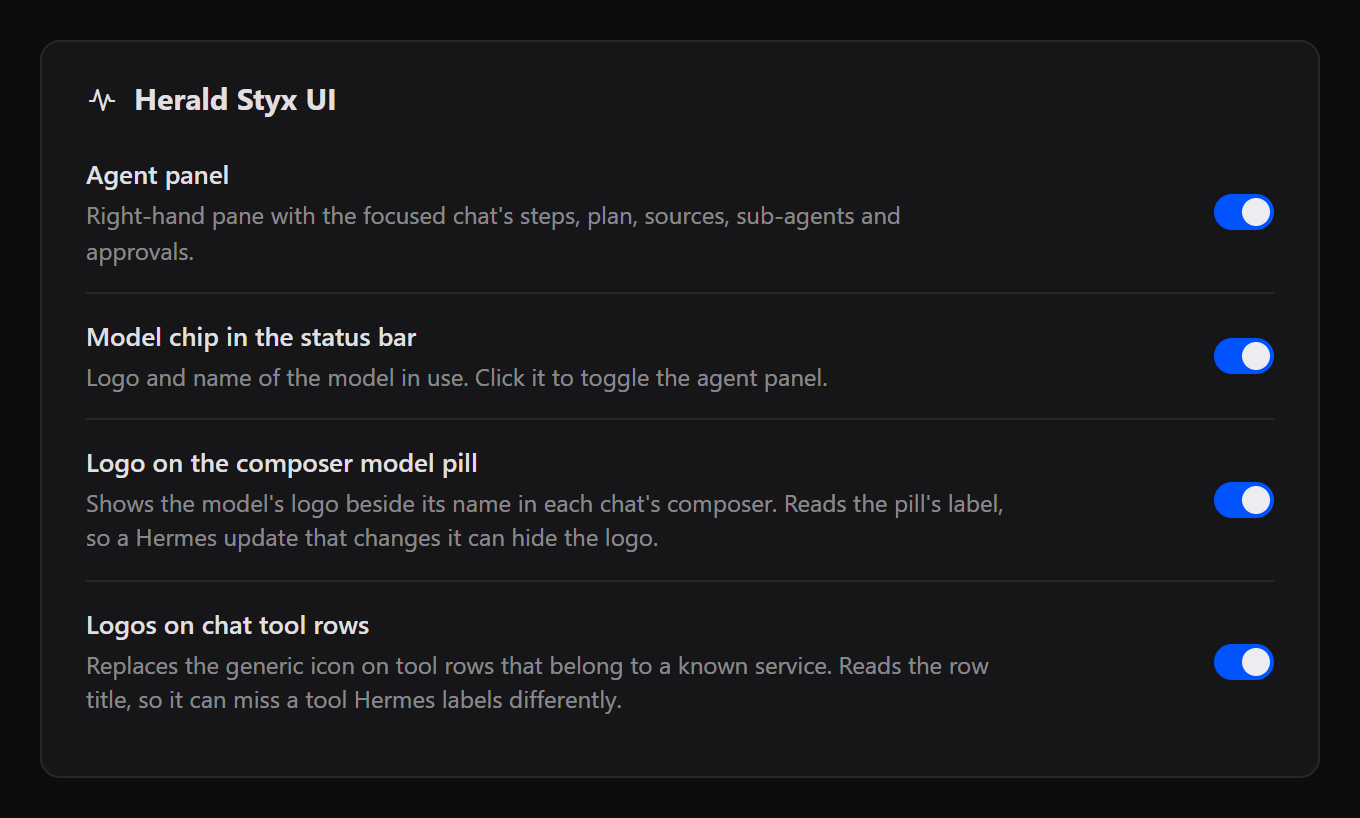 Herald Styx UI
Agent panel
Right-hand pane with the focused chat's steps, plan, sources, sub-agents and
approvals.
Model chip in the status bar
Logo and name of the model in use. Click it to toggle the agent panel.
Logo on the composer model pill
Shows the model's logo beside its name in each chat's composer. Reads the pill's label,
so a Hermes update that changes it can hide the logo.
Logos on chat tool rows
Replaces the generic icon on tool rows that belong to a known service. Reads the row
title, so it can miss a tool Hermes labels differently.